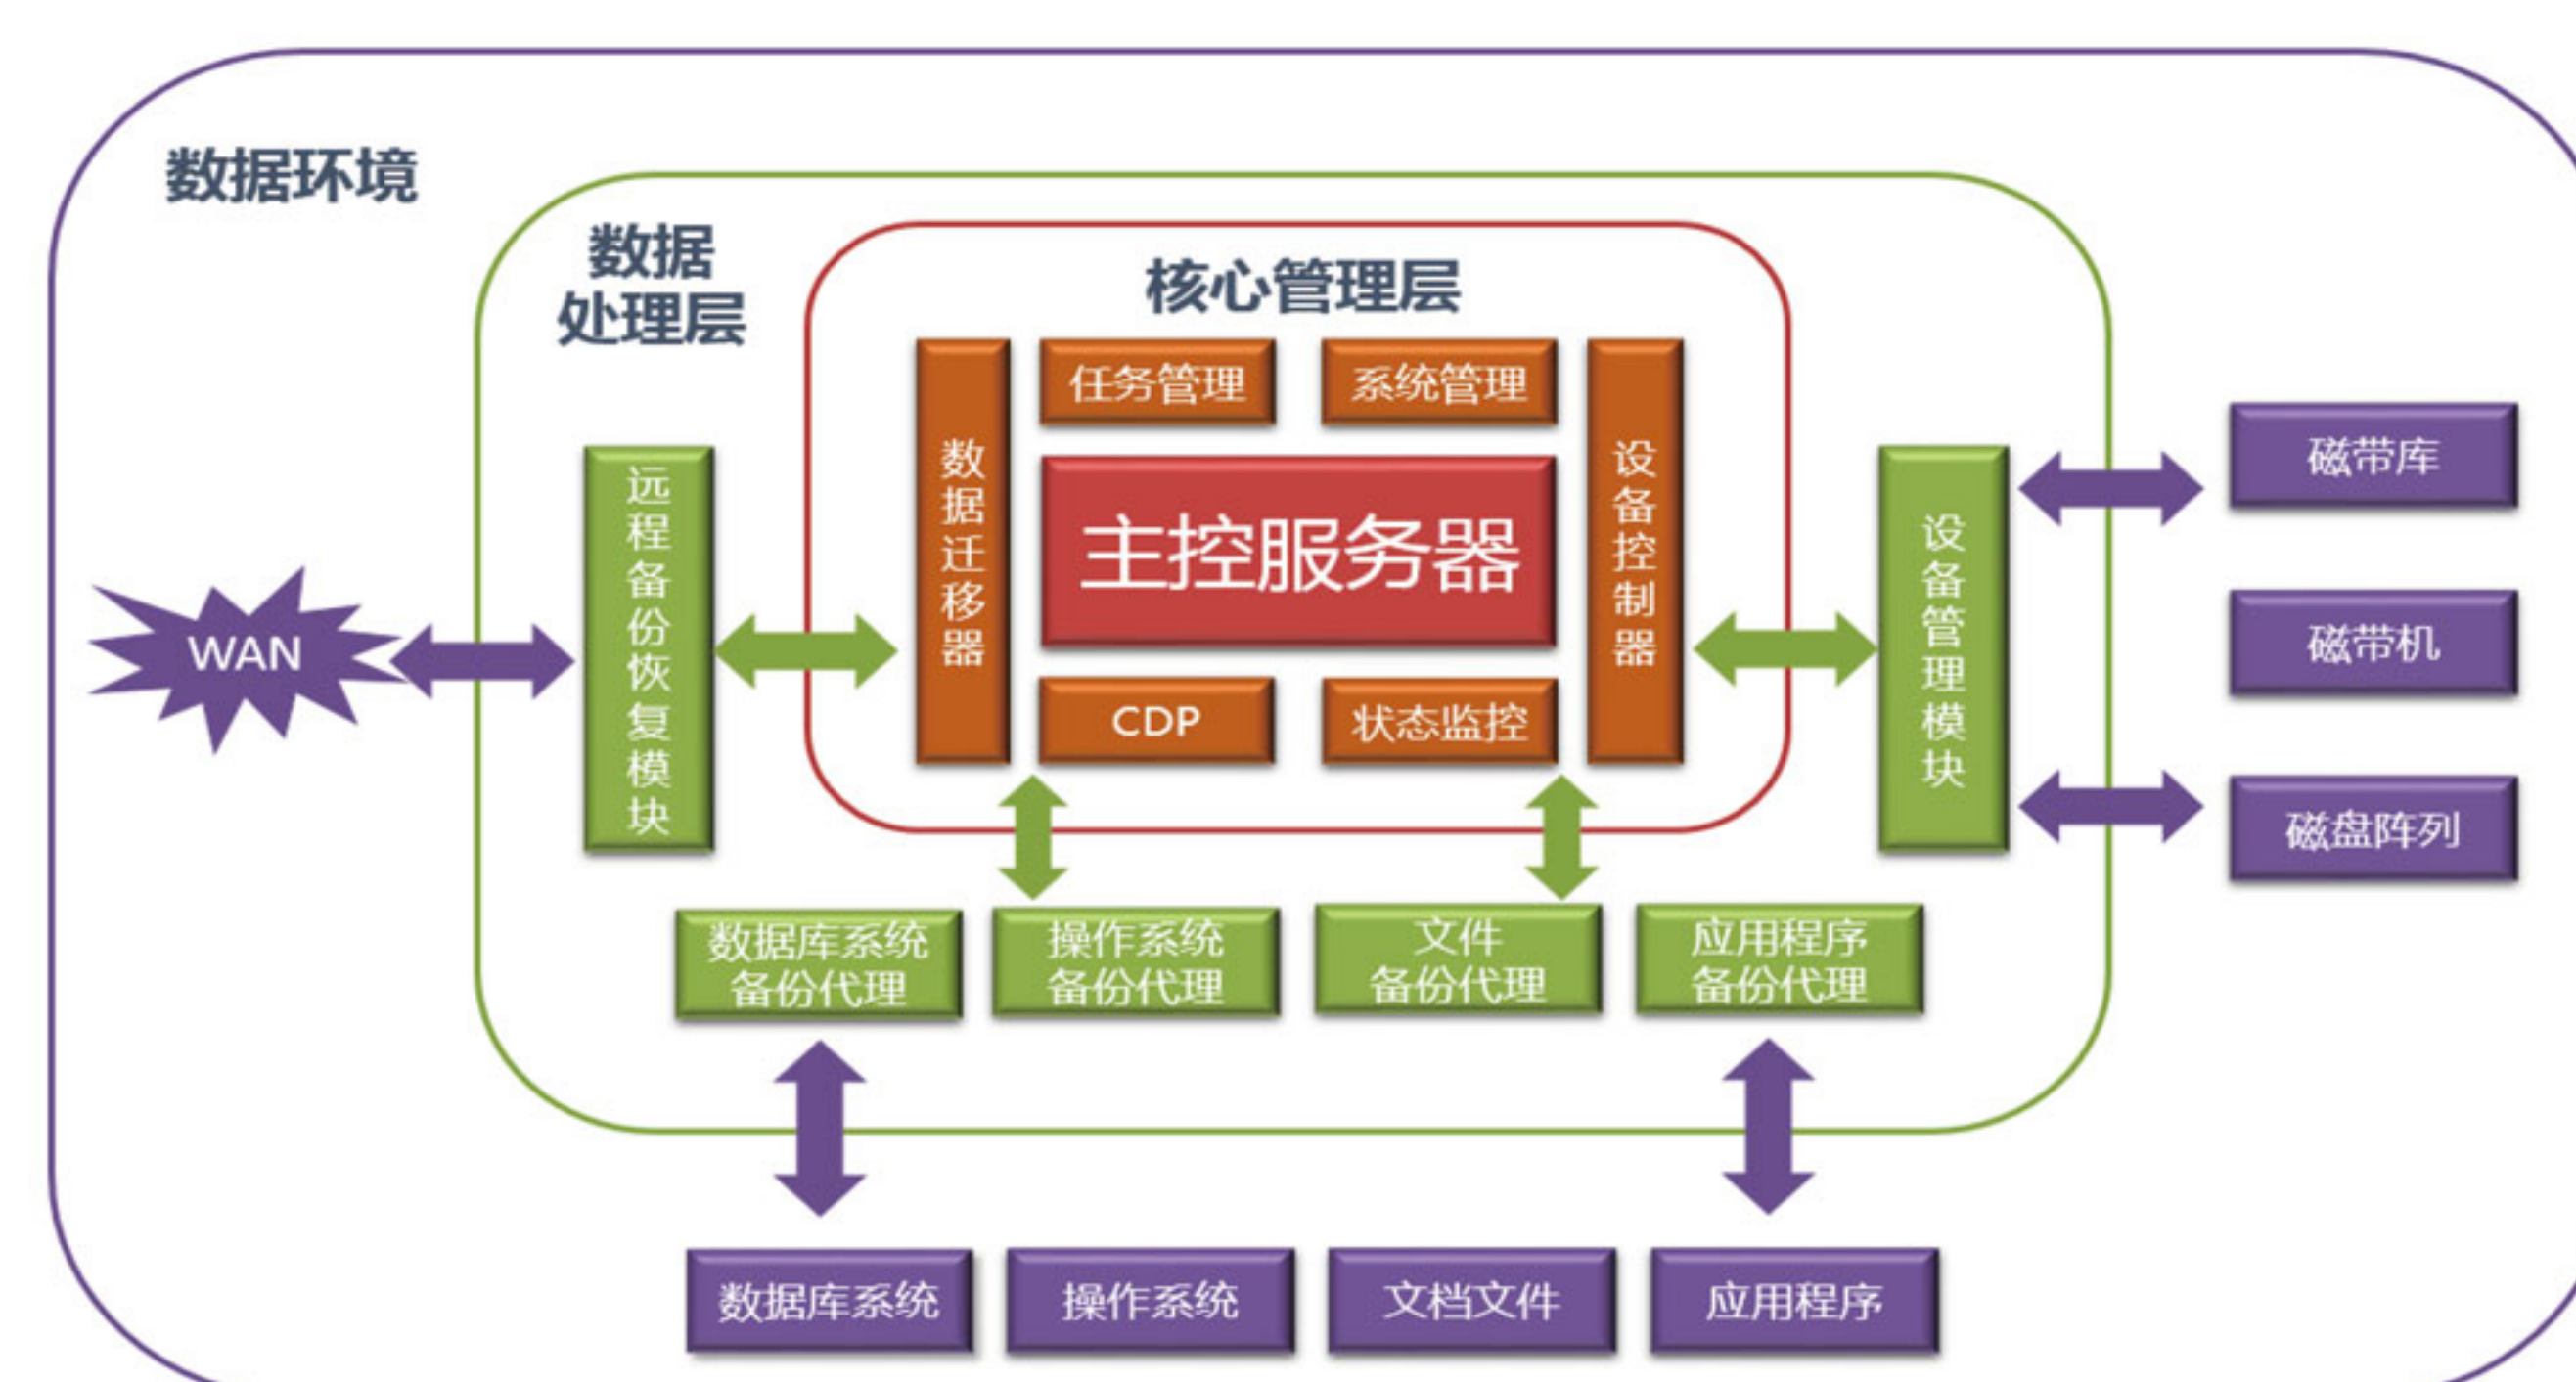 数据环境
数据
处理层
核心管理层
任务管理
系统管理
数据迁移器
主控服务器
设备控制器
CDP
状态监控
远程备份恢复模块
设备管理模块
WAN
磁带库
磁带机
磁盘阵列
数据库系统
备份代理
操作系统
备份代理
文件
备份代理
应用程序
备份代理
数据库系统
操作系统
文档文件
应用程序